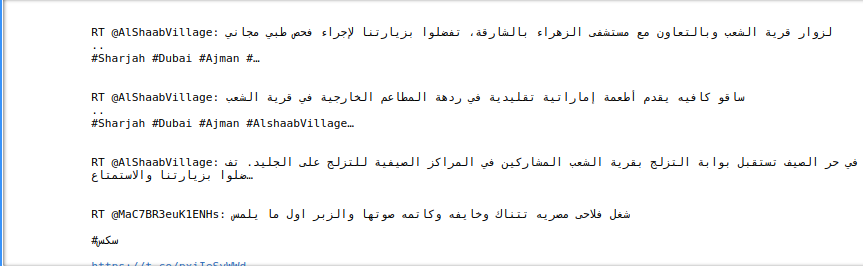 RT @AlShaabVillage: لزوار قرية الشعب وبالتعاون مع مستشفى الزهراء بالشارقة، تفضلوا بزيارتنا لإجراء فحص طبي مجاني
..
#Sharjah #Dubai #Ajman #…
RT @AlShaabVillage: ساقو كافيه يقدم أطعمة إماراتية تقليدية في ردهة المطاعم الخارجية في قرية الشعب
..
#Sharjah #Dubai #Ajman #AlshaabVillage…
RT @AlShaabVillage: في حر الصيف تستقبل بوابة التزلج بقرية الشعب المشاركين في المراكز الصيفية للتزلج على الجليد. تف
ضلوا بزيارتنا والاستمتاع…
RT @MaC7BR3euK1ENHs: شغل فلاحى مصريه تتناك وخايفه وكاتمه صوتها والزبر اول ما يلمس
#سكس